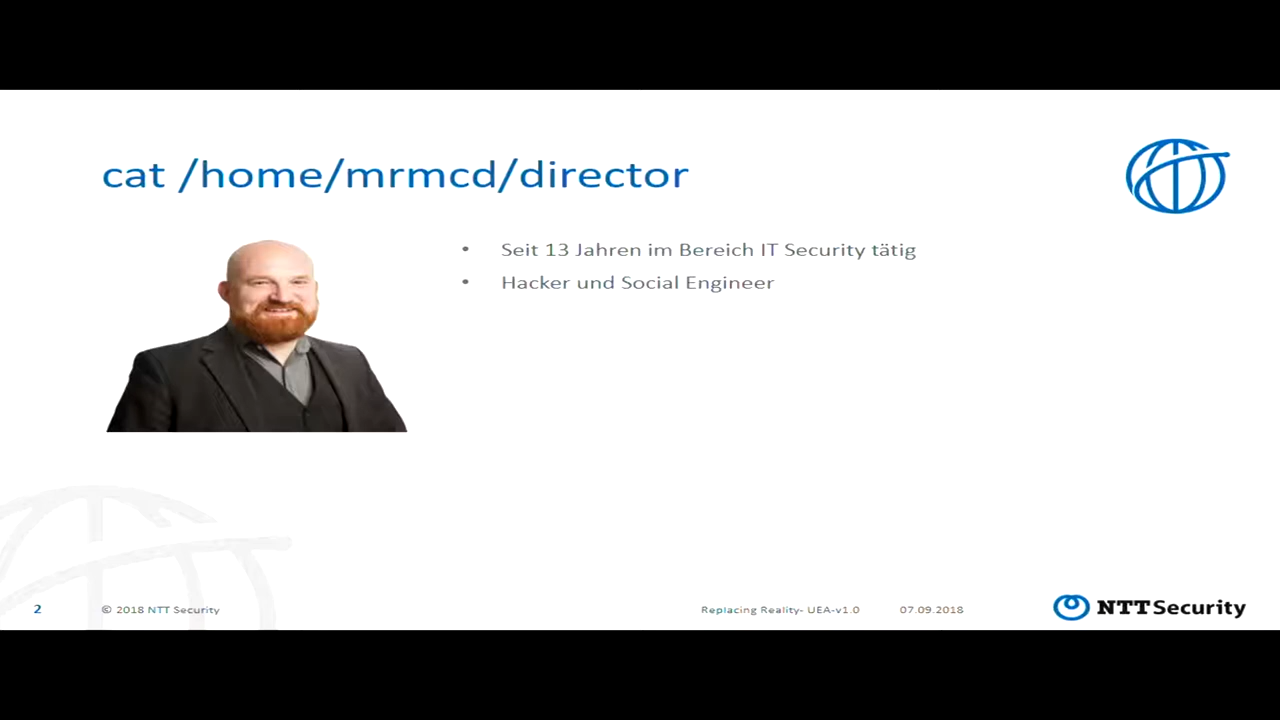 cat /home/mrmcd/director
• Seit 13 Jahren im Bereich IT Security tätig
• Hacker und Social Engineer
2
© 2018 NTT Security
Replacing Reality- UEA-v1.0
07.09.2018
NTT Security